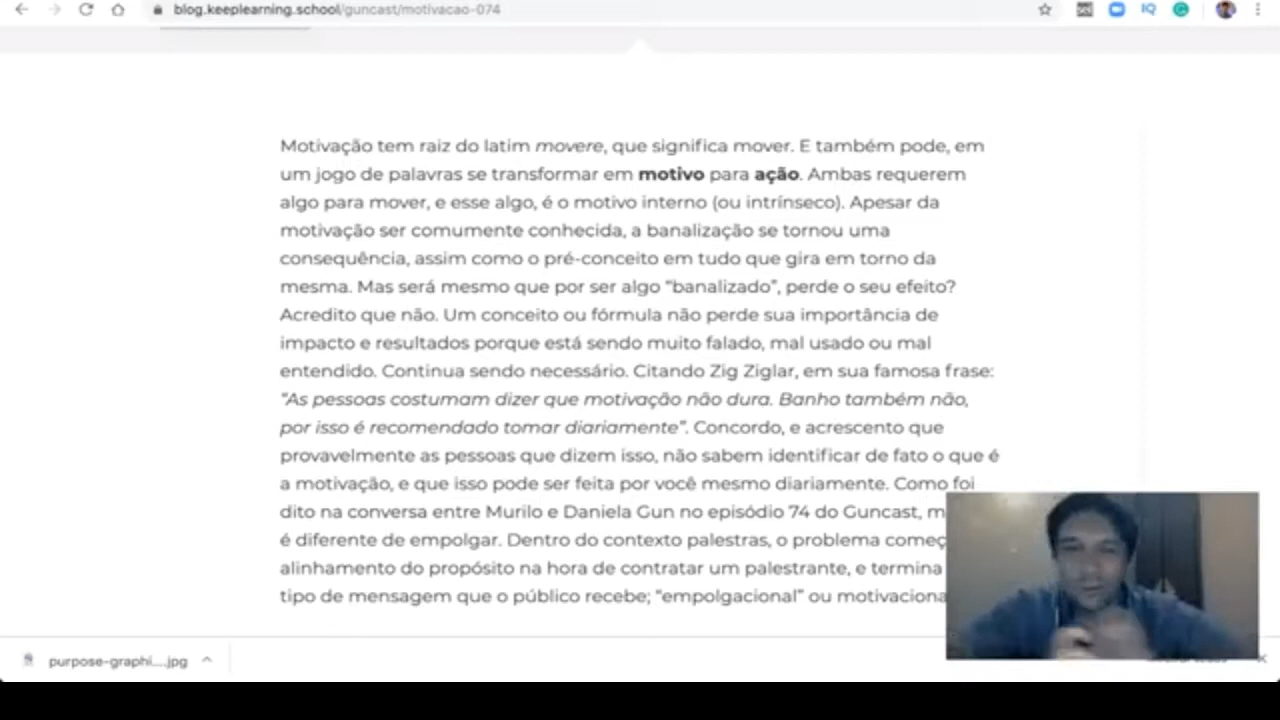 blog.keeplearning.school/guncast/motivacao-074
IQ
Motivação tem raiz do latim movere, que significa mover. E também pode, em
um jogo de palavras se transformar em motivo para ação. Ambas requerem
algo para mover, e esse algo, é o motivo interno (ou intrínseco). Apesar da
motivação ser comumente conhecida, a banalização se tornou uma
consequência, assim como o pré-conceito em tudo que gira em torno da
mesma. Mas será mesmo que por ser algo “banalizado”, perde o seu efeito?
Acredito que não. Um conceito ou fórmula não perde sua importância de
impacto e resultados porque está sendo muito falado, mal usado ou mal
entendido. Continua sendo necessário. Citando Zig Ziglar, em sua famosa frase:
“As pessoas costumam dizer que motivação não dura. Banho também não,
por isso é recomendado tomar diariamente”. Concordo, e acrescento que
provavelmente as pessoas que dizem isso, não sabem identificar de fato o que é
a motivação, e que isso pode ser feita por você mesmo diariamente. Como foi
dito na conversa entre Murilo e Daniela Gun no episódio 74 do Guncast, m
é diferente de empolgar. Dentro do contexto palestras, o problema começ
alinhamento do propósito na hora de contratar um palestrante, e termina
tipo de mensagem que o público recebe; “empolgacional” ou motivaciona
purpose-graphi....jpg